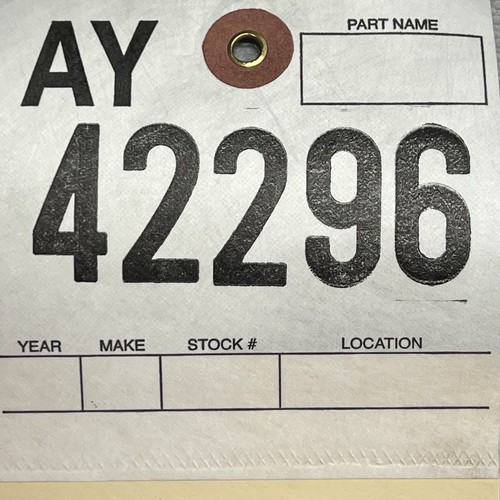 AY
PART NAME
42296
YEAR MAKE STOCK # LOCATION